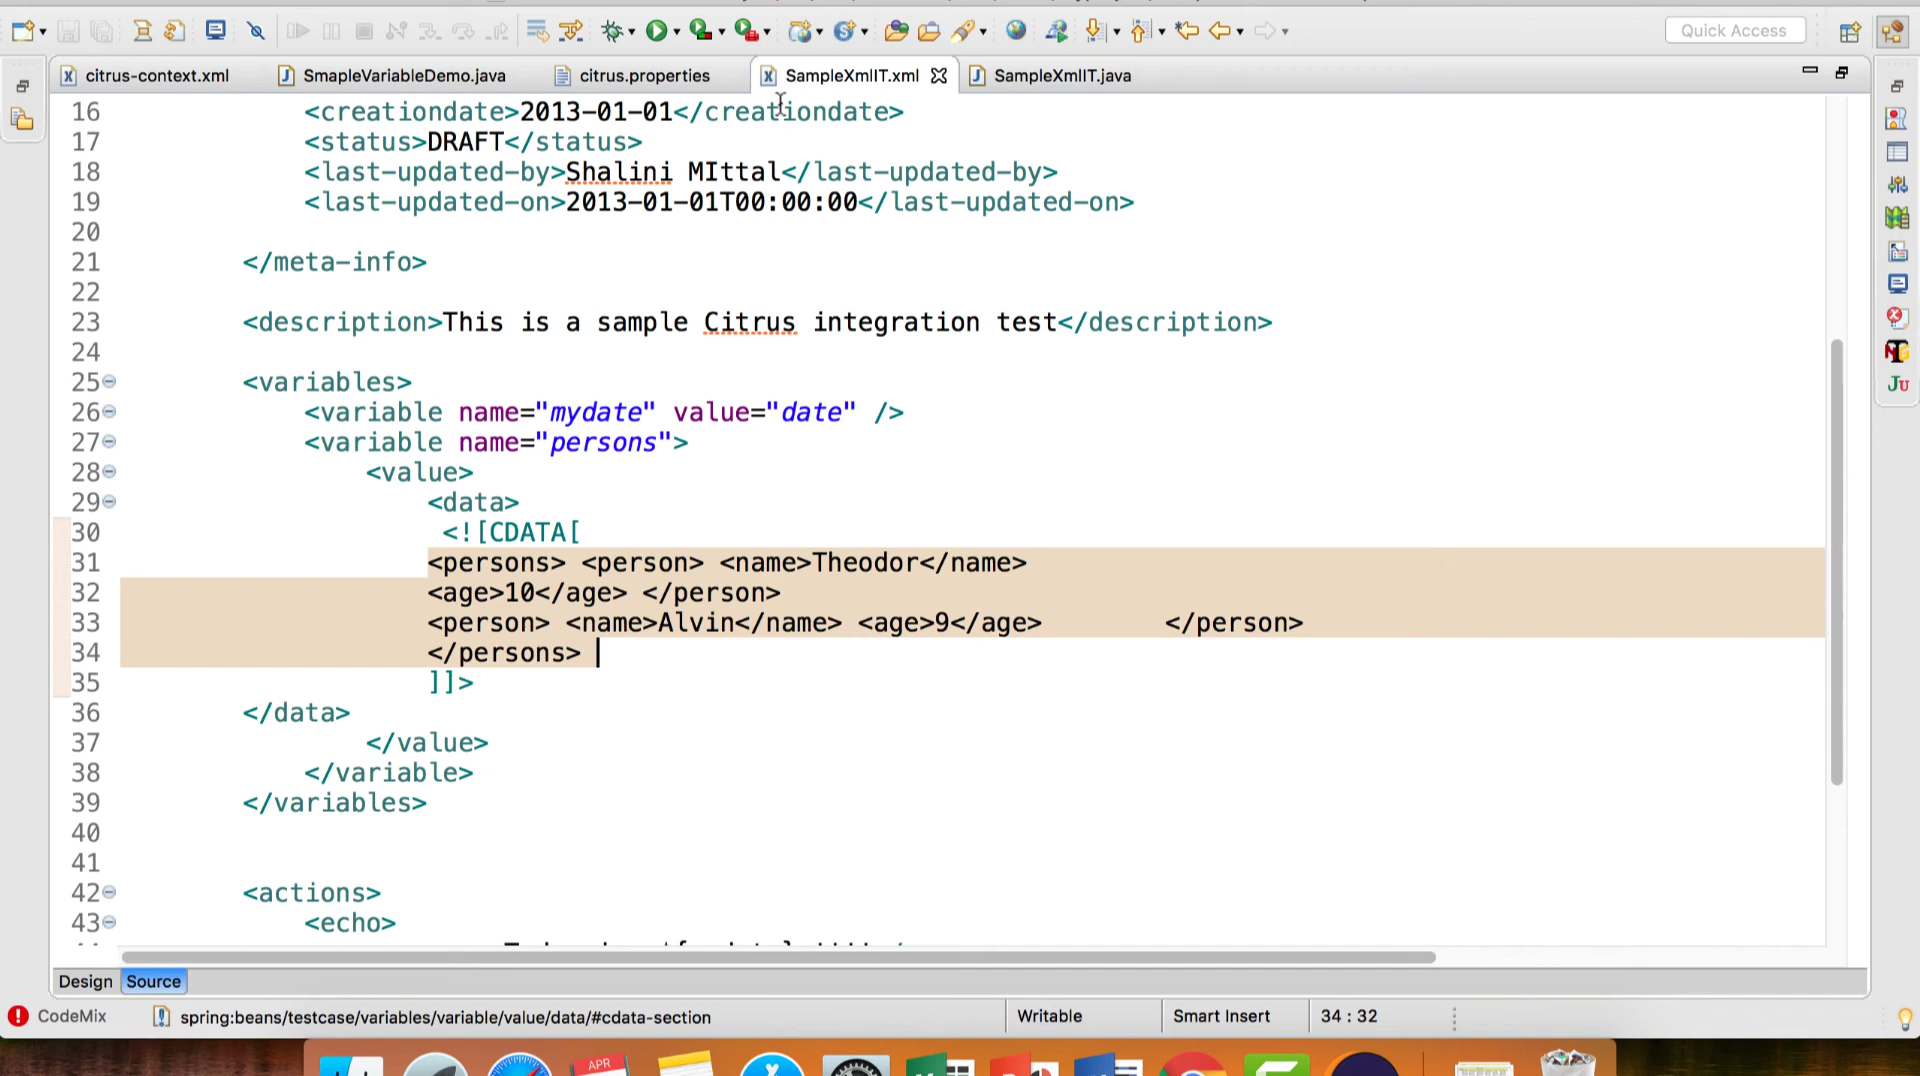 Quick Access
citrus-context.xml SmapleVariableDemo.java citrus.properties SampleXmlIT.xml SampleXmlIT.java
16 <creationdate>2013-01-01</creationdate>
17 <status>DRAFT</status>
18 <last-updated-by>Shalini MIttal</last-updated-by>
19 <last-updated-on>2013-01-01T00:00:00</last-updated-on>
20
21 </meta-info>
22
23 <description>This is a sample Citrus integration test</description>
24
25 <variables>
26 <variable name="mydate" value="date" />
27 <variable name="persons">
28 <value>
29 <data>
30 <![CDATA[
31 <persons> <person> <name>Theodor</name>
32 <age>10</age> </person>
33 <person> <name>Alvin</name> <age>9</age> </person>
34 </persons>
35 ]]>
36 </data>
37 </value>
38 </variable>
39 </variables>
40
41
42 <actions>
43 <echo>
Design Source
CodeMix spring:beans/testcase/variables/variable/value/data/#cdata-section Writable Smart Insert 34 : 32
APR